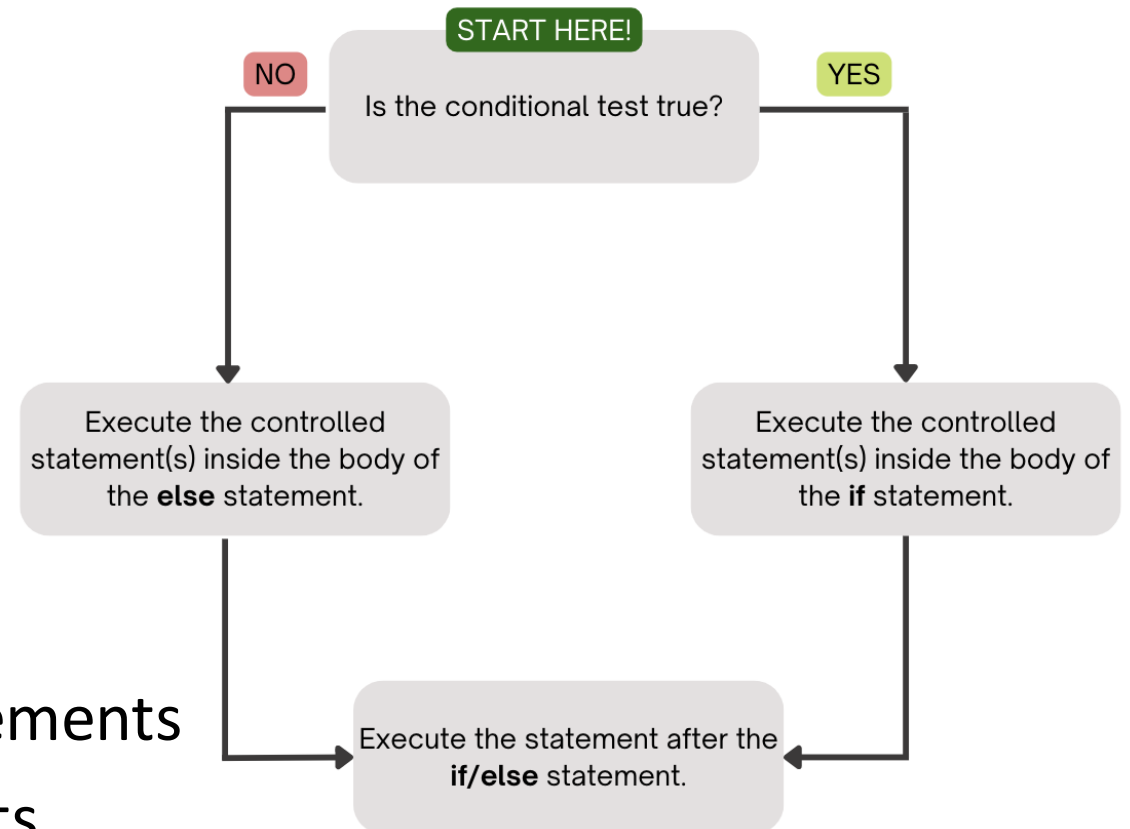 START HERE!
NO
YES
Is the conditional test true?
Execute the controlled
statement(s) inside the body of
the else statement.
Execute the controlled
statement(s) inside the body of
the if statement.
Execute the statement after the
if/else statement.